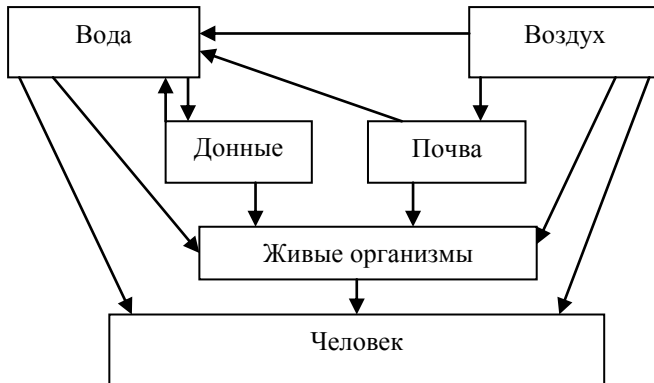 Вода
Воздух
Донные
Почва
Живые организмы
Человек